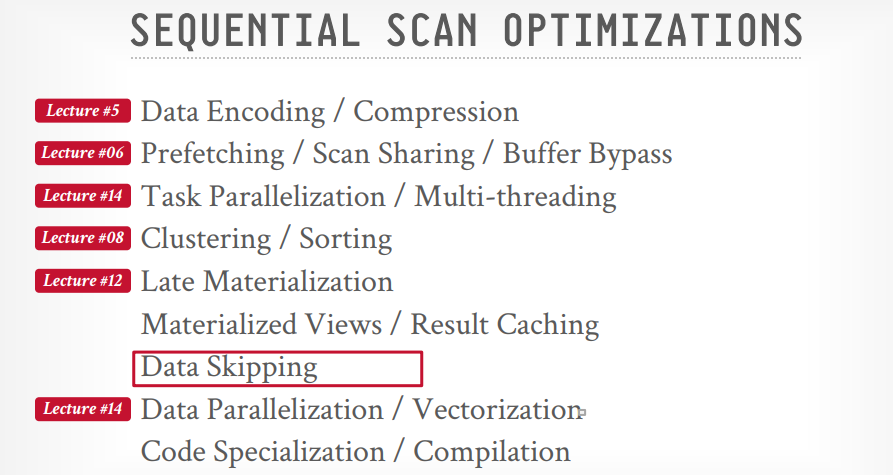 SEQUENTIAL SCAN OPTIMIZATIONS
Lecture #5 Data Encoding / Compression
Lecture #06 Prefetching / Scan Sharing / Buffer Bypass
Lecture #14 Task Parallelization / Multi-threading
Lecture #08 Clustering / Sorting
Lecture #12 Late Materialization
Materialized Views / Result Caching
Data Skipping
Lecture #14 Data Parallelization / Vectorization
Code Specialization / Compilation